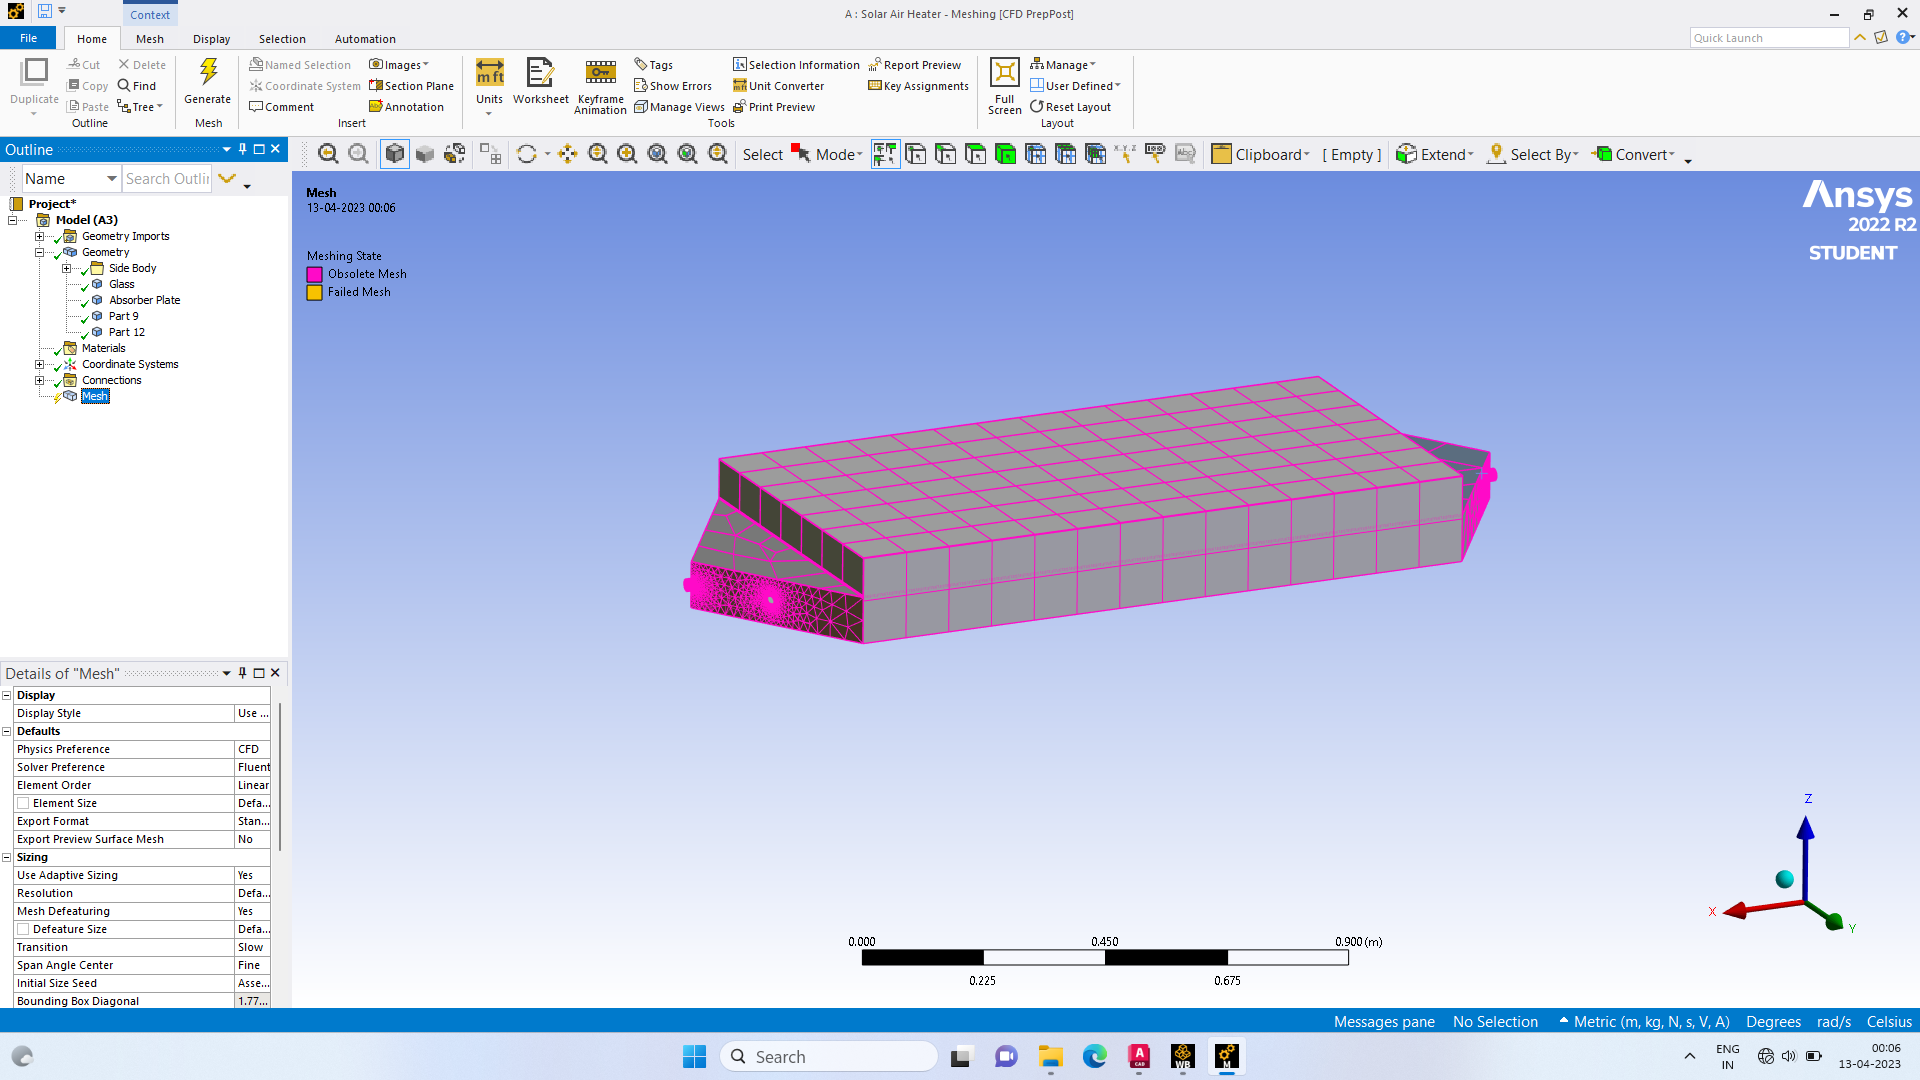 Context
A : Solar Air Heater - Meshing [CFD PrepPost]
File
Home
Mesh
Display
Selection
Automation
Quick Launch
Duplicate
Cut
Copy
Paste
Delete
Find
Tree
Outline
Generate
Mesh
Named Selection
Coordinate System
Comment
Images
Section Plane
Annotation
Insert
Units
Worksheet
Keyframe
Animation
Tags
Show Errors
Manage Views
Selection Information
Unit Converter
Print Preview
Report Preview
Key Assignments
Tools
Full
Screen
Manage
User Defined
Reset Layout
Layout
Outline
Select
Mode
Clipboard
[ Empty ]
Extend
Select By
Convert
Name
Search Outlin
Project*
Model (A3)
Geometry Imports
Geometry
Side Body
Glass
Absorber Plate
Part 9
Part 12
Materials
Coordinate Systems
Connections
Mesh
Mesh
13-04-2023 00:06
Meshing State
Obsolete Mesh
Failed Mesh
Ansys
2022 R2
STUDENT
Details of "Mesh"
Display
Display Style Use ...
Defaults
Physics Preference CFD
Solver Preference Fluent
Element Order Linear
Element Size Defa...
Export Format Stan...
Export Preview Surface Mesh No
Sizing
Use Adaptive Sizing Yes
Resolution Defa...
Mesh Defeaturing Yes
Defeature Size Defa...
Transition Slow
Span Angle Center Fine
Initial Size Seed Asse...
Bounding Box Diagonal 1.77...
0.000
0.450
0.900 (m)
0.225
0.675
Z
X
Y
Messages pane
No Selection
Metric (m, kg, N, s, V, A)
Degrees
rad/s
Celsius
Search
ENG
IN
00:06
13-04-2023